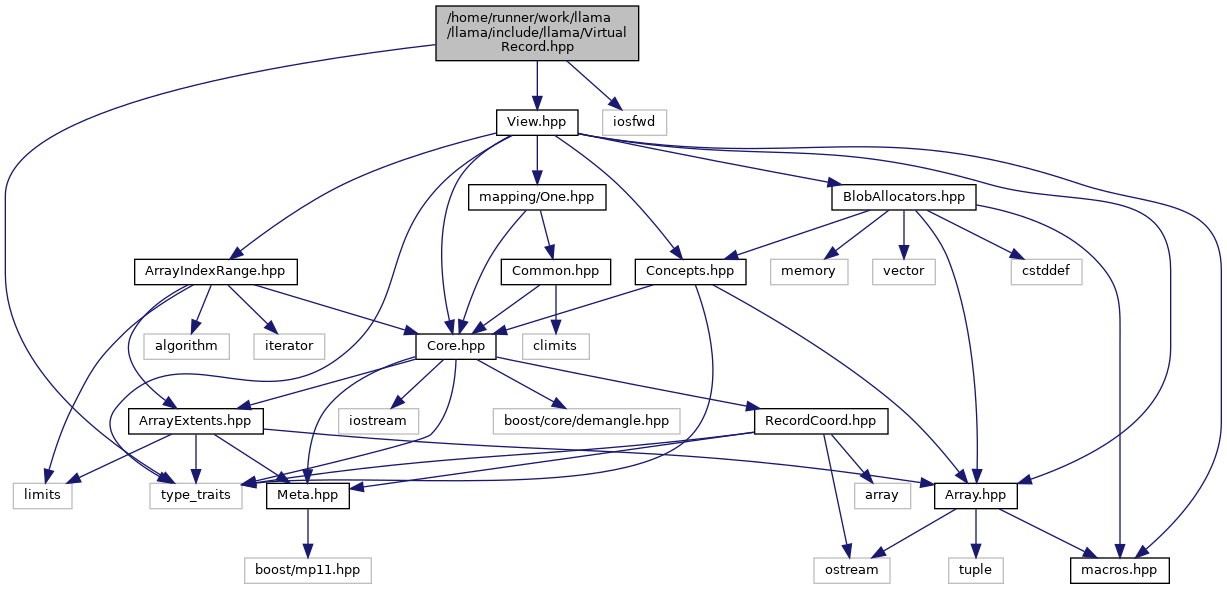 /home/runner/work/llama
/llama/include/llama/Virtual
Record.hpp
View.hpp
iosfwd
mapping/One.hpp
BlobAllocators.hpp
ArrayIndexRange.hpp
Common.hpp
Concepts.hpp
memory
vector
cstddef
algorithm
iterator
Core.hpp
climits
ArrayExtents.hpp
iostream
boost/core/demangle.hpp
RecordCoord.hpp
limits
type_traits
Meta.hpp
array
Array.hpp
boost/mp11.hpp
ostream
tuple
macros.hpp